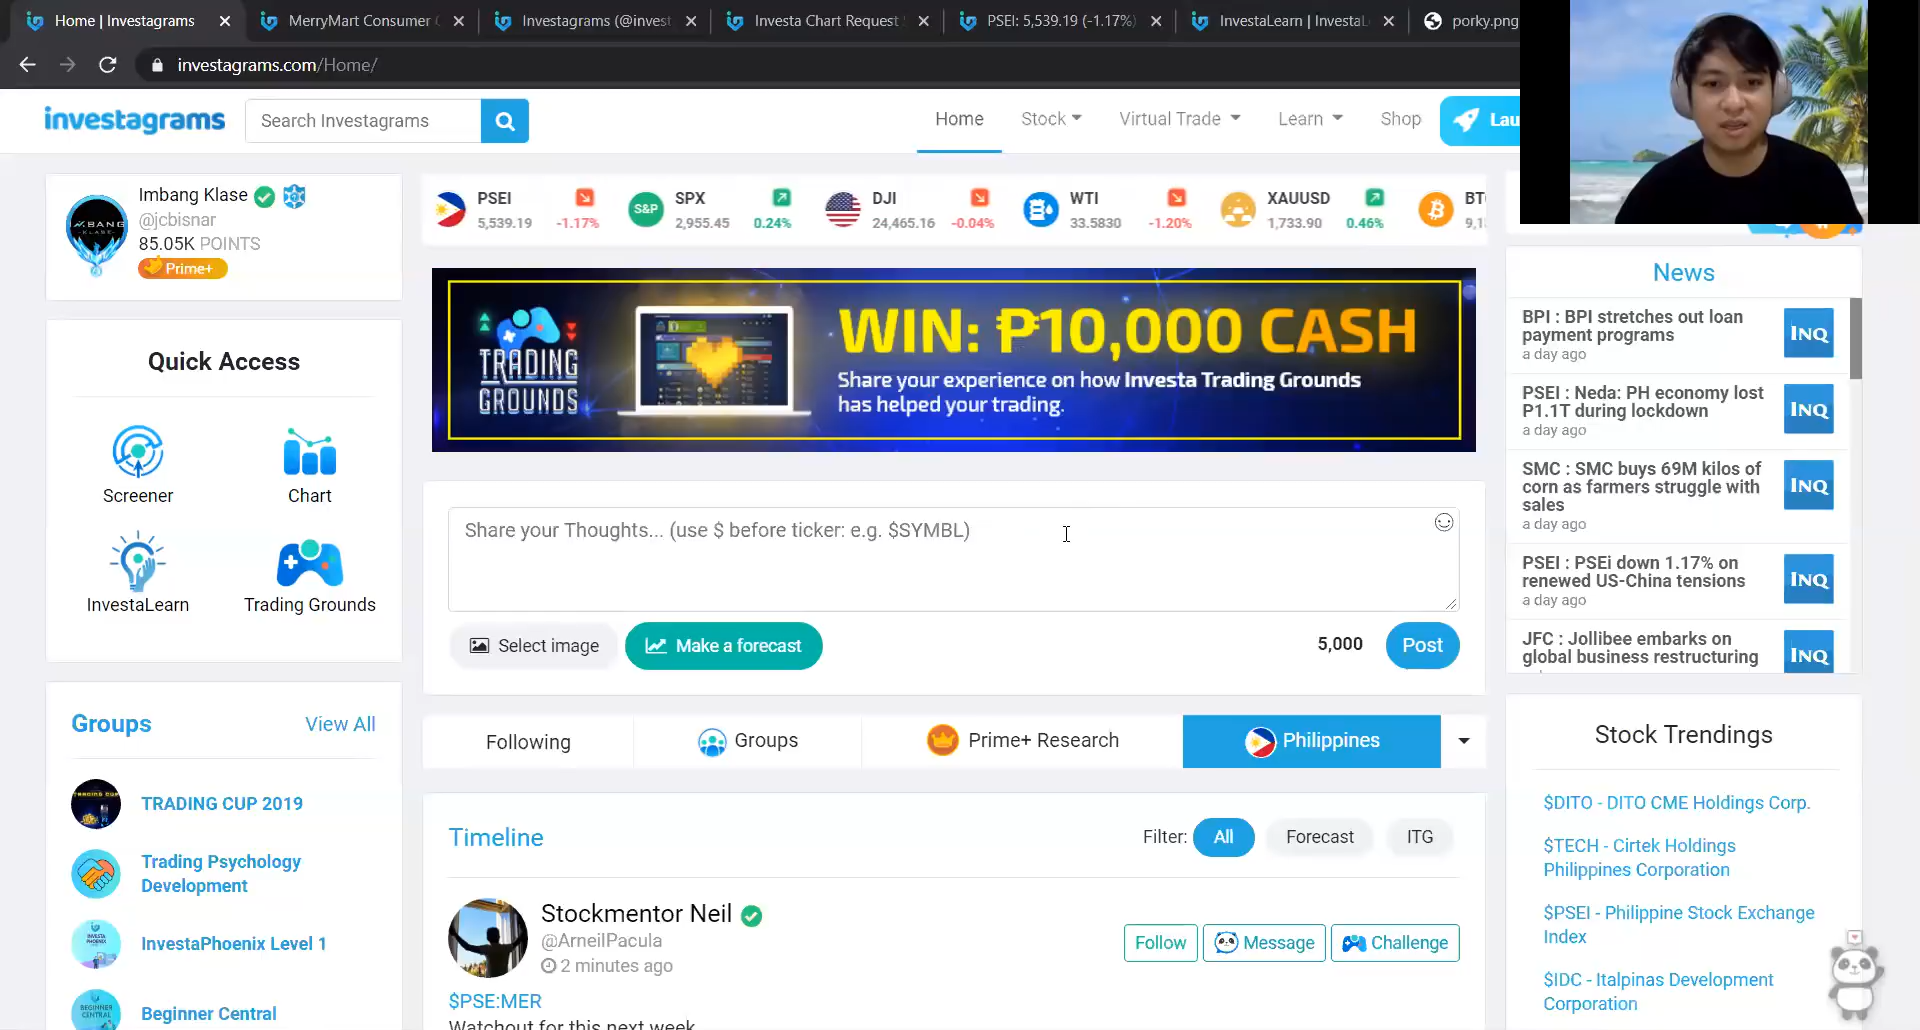 Home | Investagrams
MerryMart Consumer
Investagrams (@invest
Investa Chart Request
PSEI: 5,539.19 (-1.17%)
InvestaLearn | InvestaL
porky.png
investagrams.com/Home/
investagrams
Search Investagrams
Home
Stock
Virtual Trade
Learn
Shop
Lau
Imbang Klase
@jcbisnar
85.05K POINTS
Prime+
PSEI
5,539.19 -1.17%
S&P
SPX
2,955.45 0.24%
DJI
24,465.16 -0.04%
WTI
33.5830 -1.20%
XAUUSD
1,733.90 0.46%
BT
9,1
Quick Access
Screener
Chart
InvestaLearn
Trading Grounds
TRADING
GROUNDS
WIN: ₱10,000 CASH
Share your experience on how Investa Trading Grounds
has helped your trading.
Share your Thoughts... (use $ before ticker: e.g. $SYMBL)
Select image
Make a forecast
5,000
Post
News
BPI : BPI stretches out loan
payment programs
a day ago
INQ
PSEI : Neda: PH economy lost
P1.1T during lockdown
a day ago
INQ
SMC : SMC buys 69M kilos of
corn as farmers struggle with
sales
a day ago
INQ
PSEI : PSEi down 1.17% on
renewed US-China tensions
a day ago
INQ
JFC : Jollibee embarks on
global business restructuring
INQ
Groups
View All
TRADING CUP 2019
Trading Psychology
Development
InvestaPhoenix Level 1
Beginner Central
Following
Groups
Prime+ Research
Philippines
Timeline
Filter:
All
Forecast
ITG
Stockmentor Neil
@ArneilPacula
2 minutes ago
Follow
Message
Challenge
$PSE:MER
Watchout for this next week
Stock Trendings
$DITO - DITO CME Holdings Corp.
$TECH - Cirtek Holdings
Philippines Corporation
$PSEI - Philippine Stock Exchange
Index
$IDC - Italpinas Development
Corporation